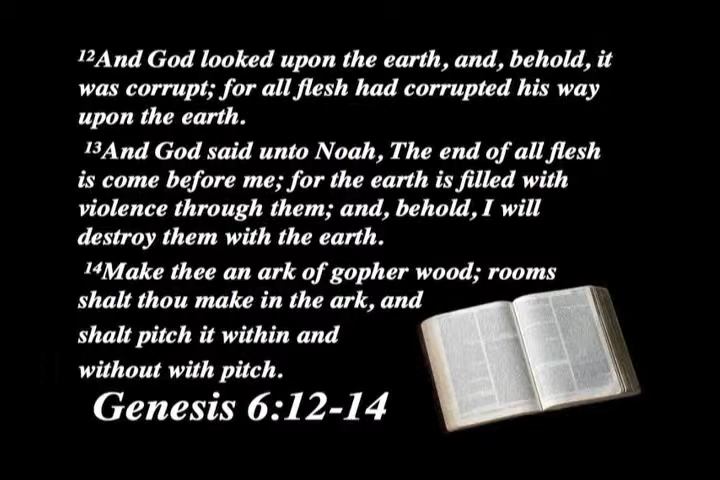 ¹²And God looked upon the earth, and, behold, it
was corrupt; for all flesh had corrupted his way
upon the earth.
¹³And God said unto Noah, The end of all flesh
is come before me; for the earth is filled with
violence through them; and, behold, I will
destroy them with the earth.
¹⁴Make thee an ark of gopher wood; rooms
shalt thou make in the ark, and
shalt pitch it within and
without with pitch.
Genesis 6:12-14